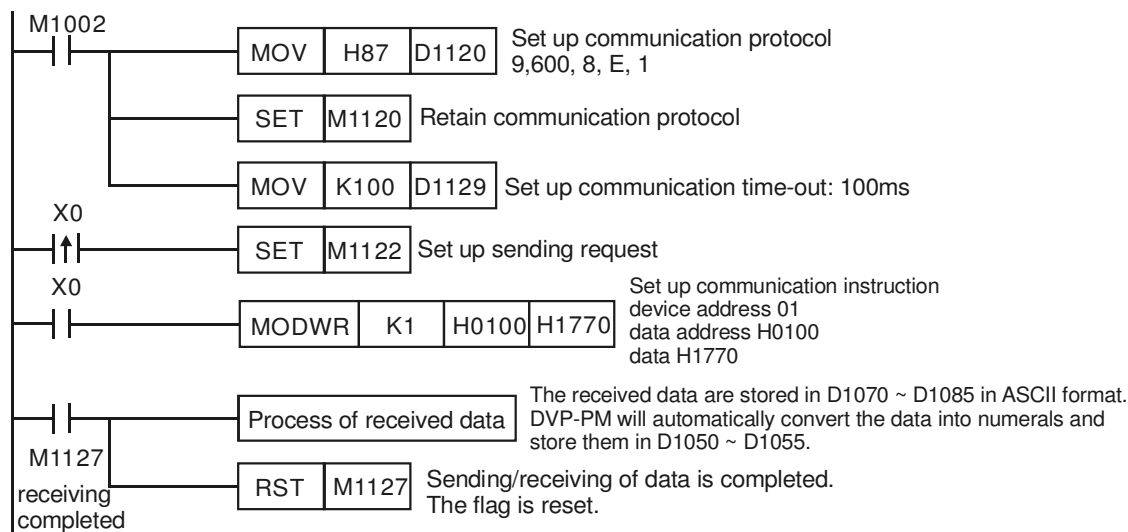 M1002
MOV H87 D1120 Set up communication protocol
9,600, 8, E, 1
SET M1120 Retain communication protocol
MOV K100 D1129 Set up communication time-out: 100ms
X0
SET M1122 Set up sending request
X0
MODWR K1 H0100 H1770
Set up communication instruction
device address 01
data address H0100
data H1770
M1127
receiving
completed
Process of received data
The received data are stored in D1070 ~ D1085 in ASCII format.
DVP-PM will automatically convert the data into numerals and
store them in D1050 ~ D1055.
RST M1127
Sending/receiving of data is completed.
The flag is reset.